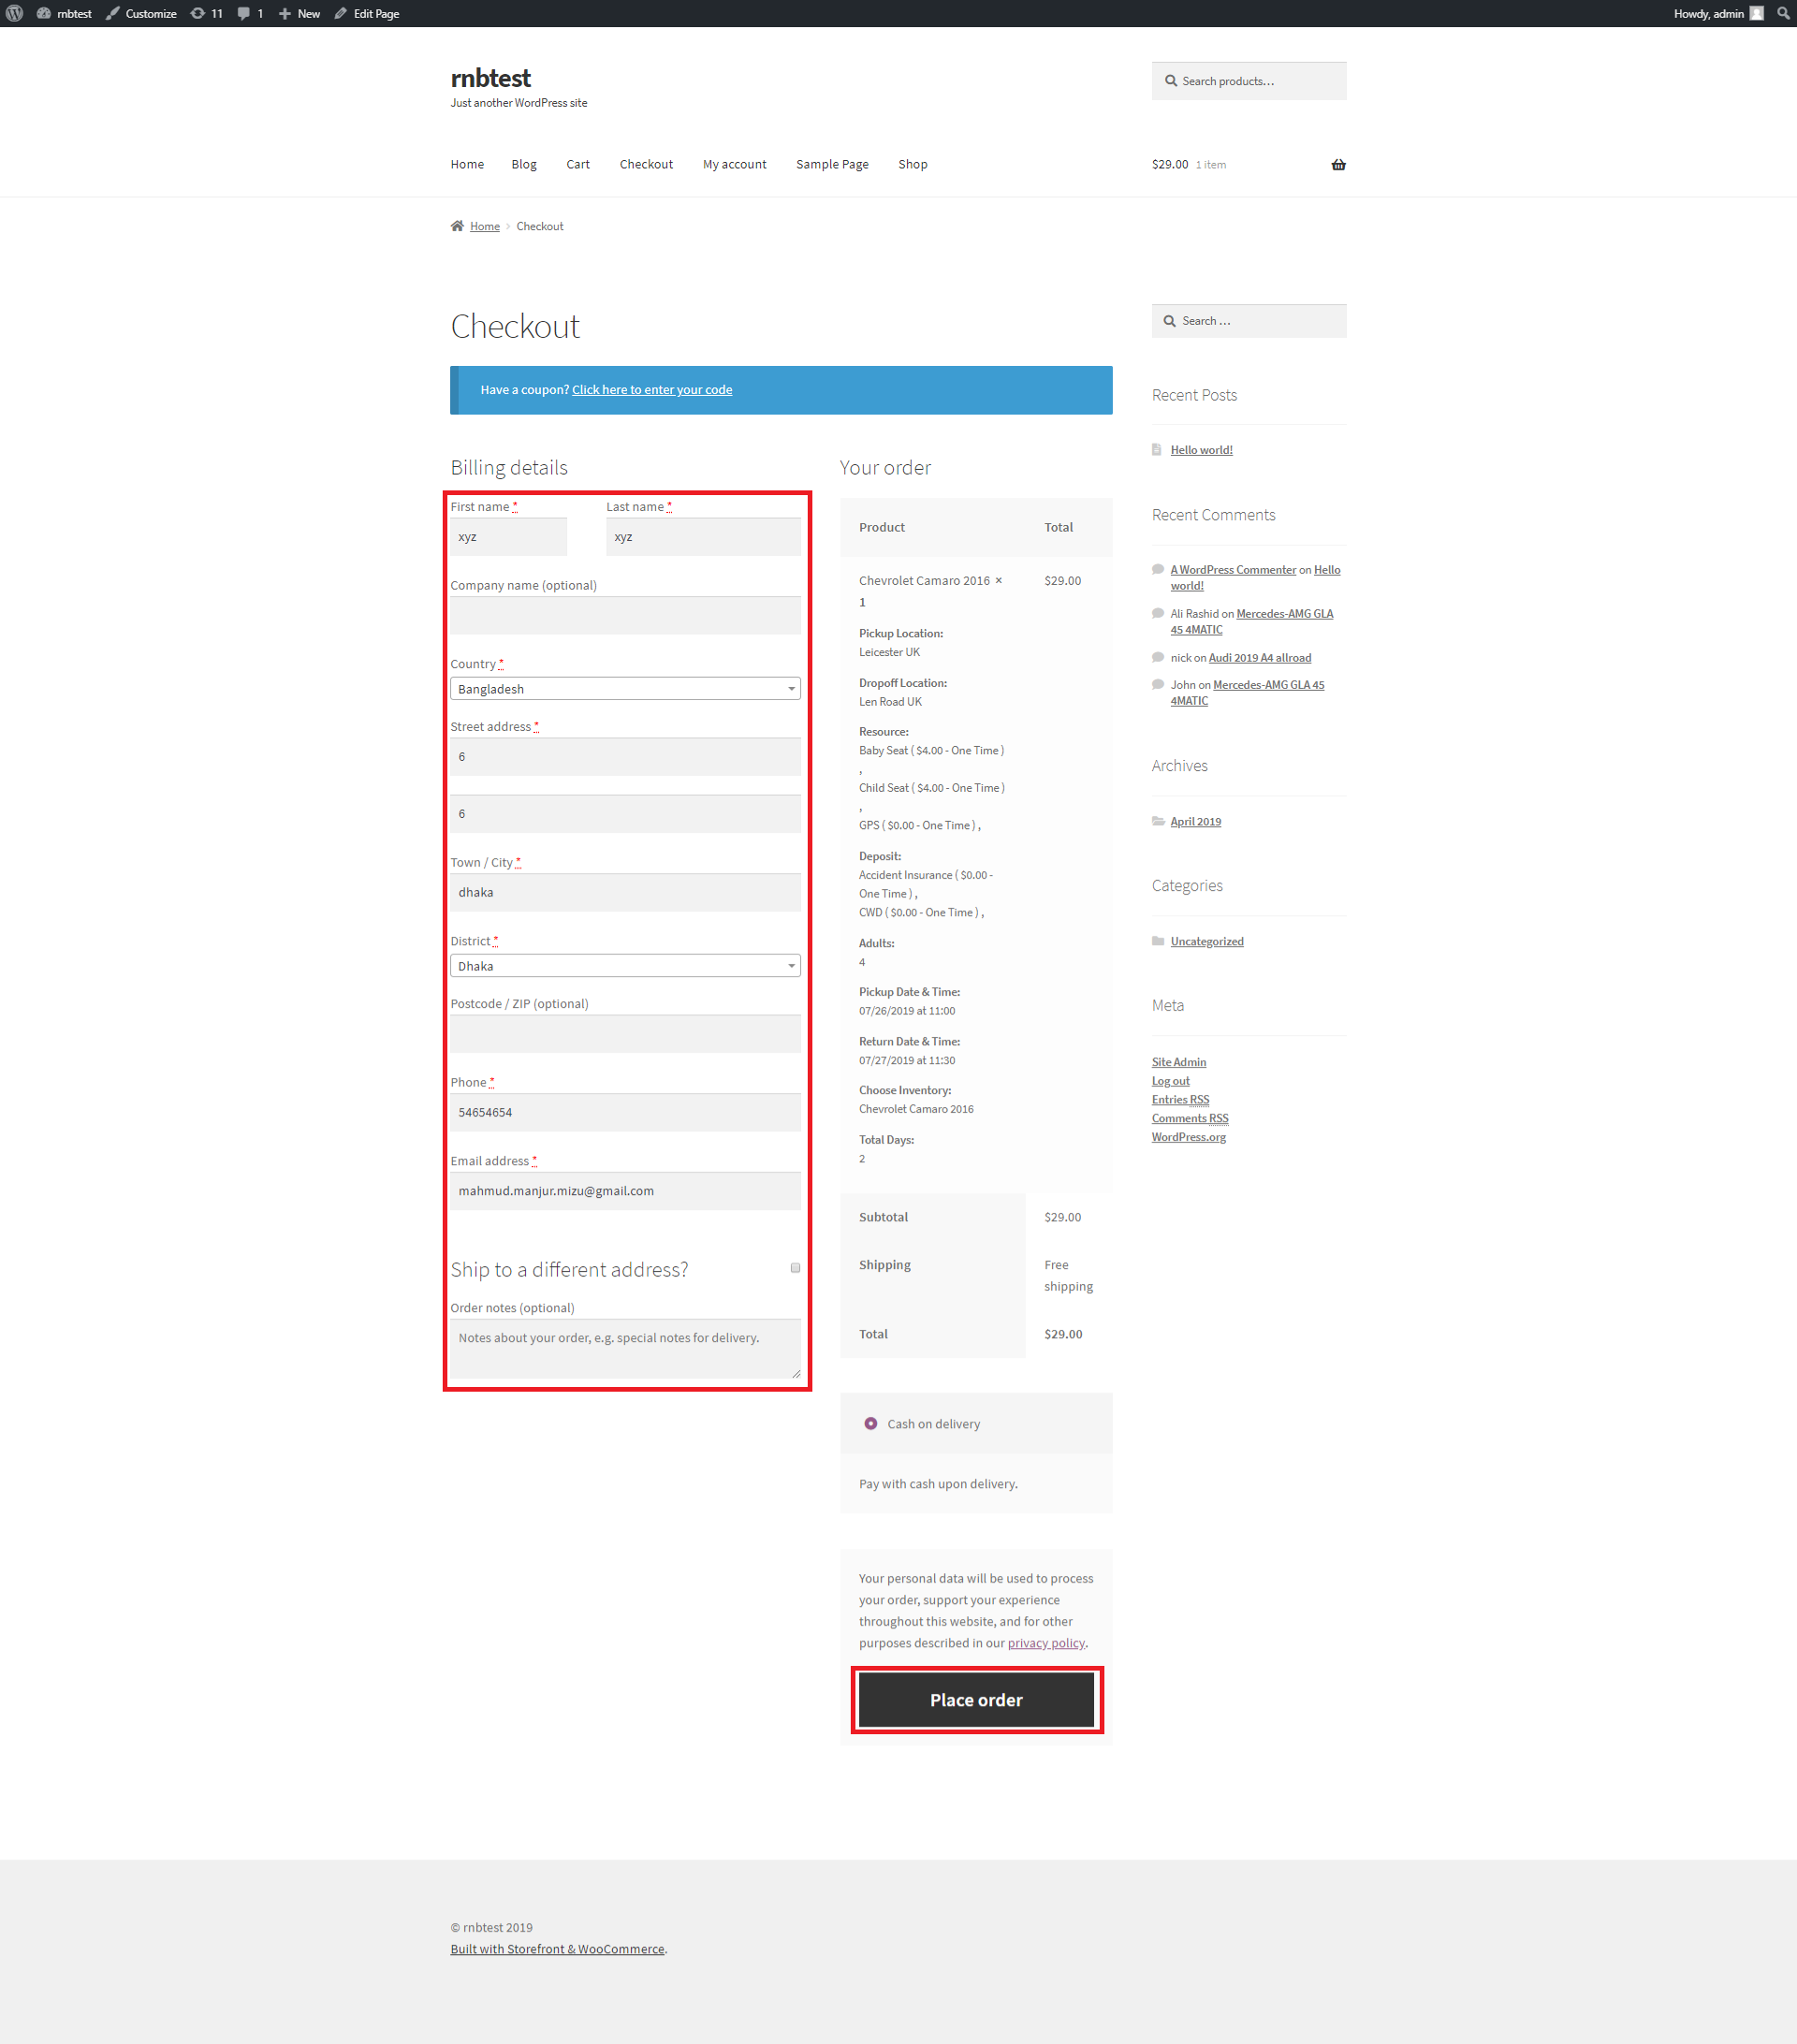 rnbtest Customize 11 1 New Edit Page Howdy, admin
rnbtest
Just another WordPress site
Search products…
Home Blog Cart Checkout My account Sample Page Shop
$29.00 1 item
Home › Checkout
Checkout
Have a coupon? Click here to enter your code
Billing details
First name * Last name *
xyz xyz
Company name (optional)
Country *
Bangladesh
Street address *
6
6
Town / City *
dhaka
District *
Dhaka
Postcode / ZIP (optional)
Phone *
54654654
Email address *
mahmud.manjur.mizu@gmail.com
Ship to a different address?
Order notes (optional)
Notes about your order, e.g. special notes for delivery.
Your order
Product Total
Chevrolet Camaro 2016 × $29.00
1
Pickup Location:
Leicester UK
Dropoff Location:
Len Road UK
Resource:
Baby Seat ( $4.00 - One Time )
,
Child Seat ( $4.00 - One Time )
,
GPS ( $0.00 - One Time ) ,
Deposit:
Accident Insurance ( $0.00 -
One Time ) ,
CWD ( $0.00 - One Time ) ,
Adults:
4
Pickup Date & Time:
07/26/2019 at 11:00
Return Date & Time:
07/27/2019 at 11:30
Choose Inventory:
Chevrolet Camaro 2016
Total Days:
2
Subtotal $29.00
Shipping Free
shipping
Total $29.00
Cash on delivery
Pay with cash upon delivery.
Your personal data will be used to process
your order, support your experience
throughout this website, and for other
purposes described in our privacy policy.
Place order
Search …
Recent Posts
Hello world!
Recent Comments
A WordPress Commenter on Hello
world!
Ali Rashid on Mercedes-AMG GLA
45 4MATIC
nick on Audi 2019 A4 allroad
John on Mercedes-AMG GLA 45
4MATIC
Archives
April 2019
Categories
Uncategorized
Meta
Site Admin
Log out
Entries RSS
Comments RSS
WordPress.org
© rnbtest 2019
Built with Storefront & WooCommerce.